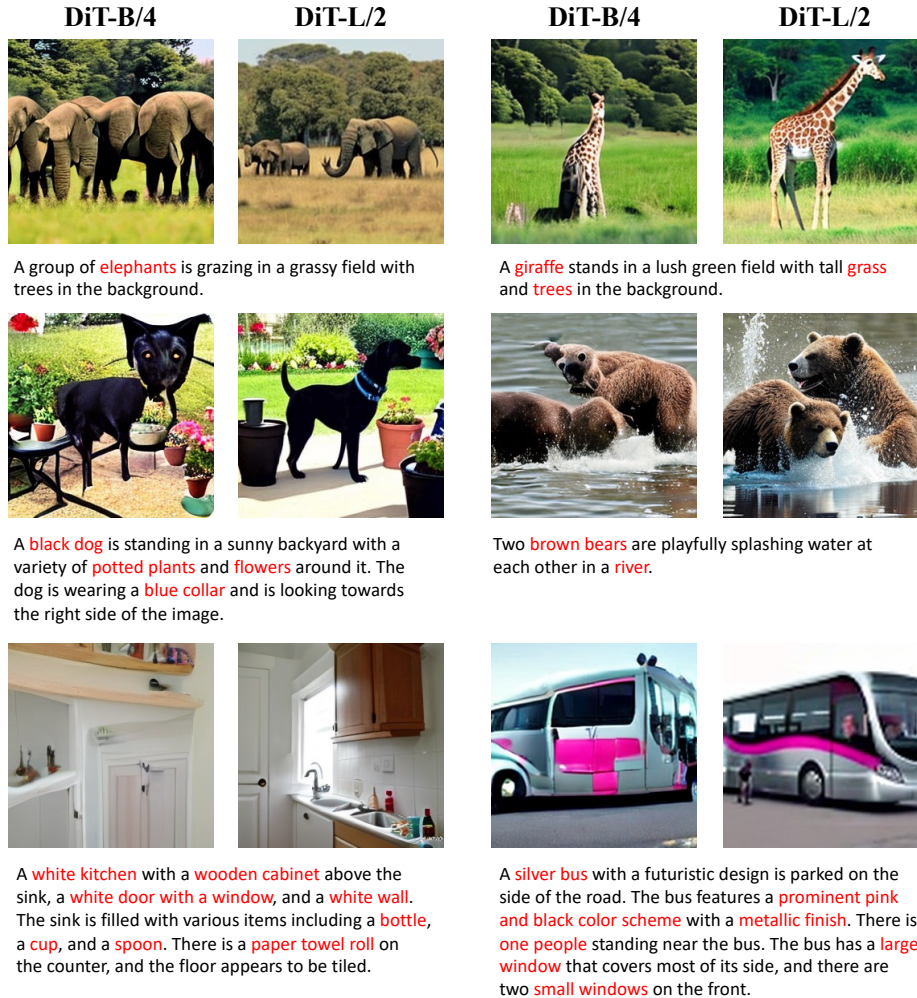 DiT-B/4
DiT-L/2
DiT-B/4
DiT-L/2
A group of elephants is grazing in a grassy field with
trees in the background.
A giraffe stands in a lush green field with tall grass
and trees in the background.
A black dog is standing in a sunny backyard with a
variety of potted plants and flowers around it. The
dog is wearing a blue collar and is looking towards
the right side of the image.
Two brown bears are playfully splashing water at
each other in a river.
A white kitchen with a wooden cabinet above the
sink, a white door with a window, and a white wall.
The sink is filled with various items including a bottle,
a cup, and a spoon. There is a paper towel roll on
the counter, and the floor appears to be tiled.
A silver bus with a futuristic design is parked on the
side of the road. The bus features a prominent pink
and black color scheme with a metallic finish. There is
one people standing near the bus. The bus has a large
window that covers most of its side, and there are
two small windows on the front.